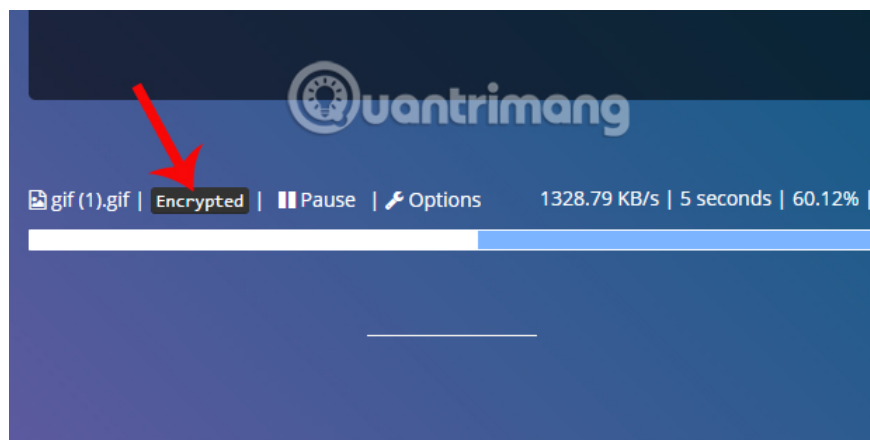 Quantrimang
gif (1).gif | Encrypted | Pause | Options 1328.79 KB/s | 5 seconds | 60.12% |